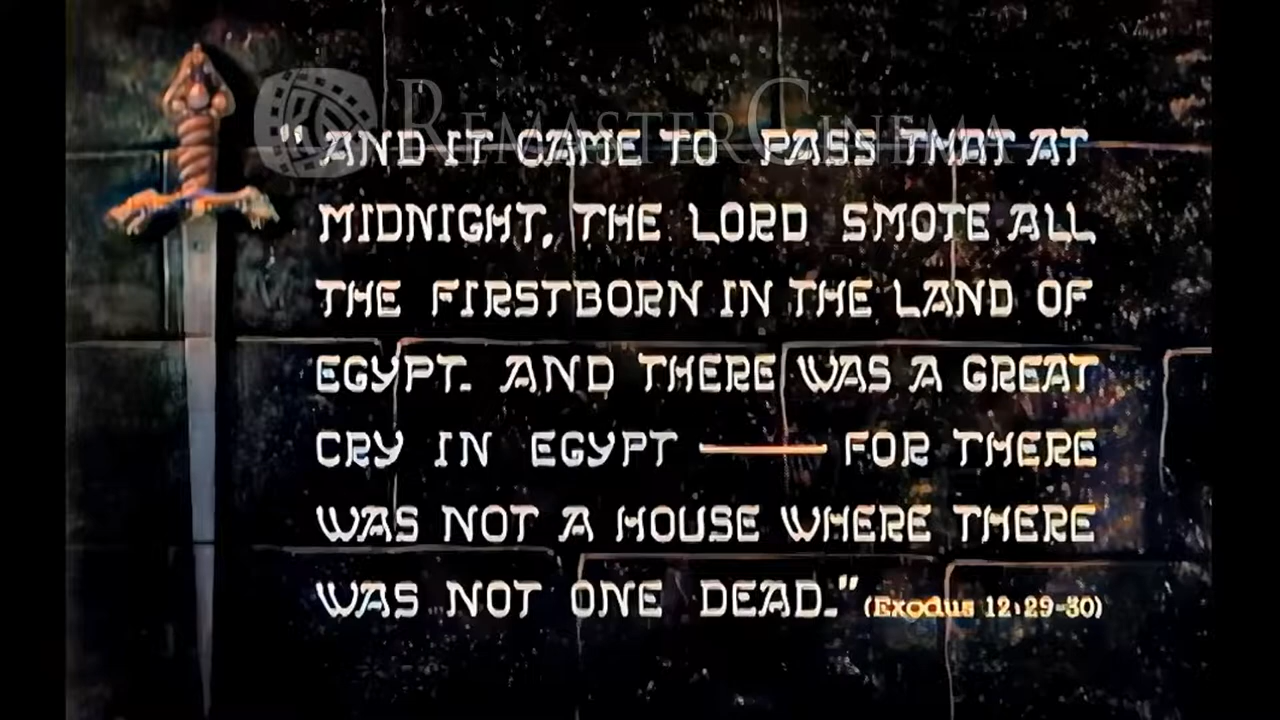 REMASTERCINEMA
" AND IT CAME TO PASS THAT AT
MIDNIGHT, THE LORD SMOTE ALL
THE FIRSTBORN IN THE LAND OF
EGYPT. AND THERE WAS A GREAT
CRY IN EGYPT — FOR THERE
WAS NOT A HOUSE WHERE THERE
WAS NOT ONE DEAD." (Exodus 12:29-30)